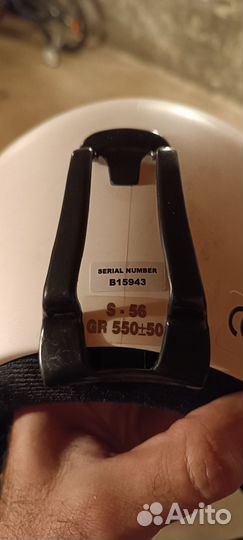 SERIAL NUMBER
B15943
S - 56
GR 550±50
Avito